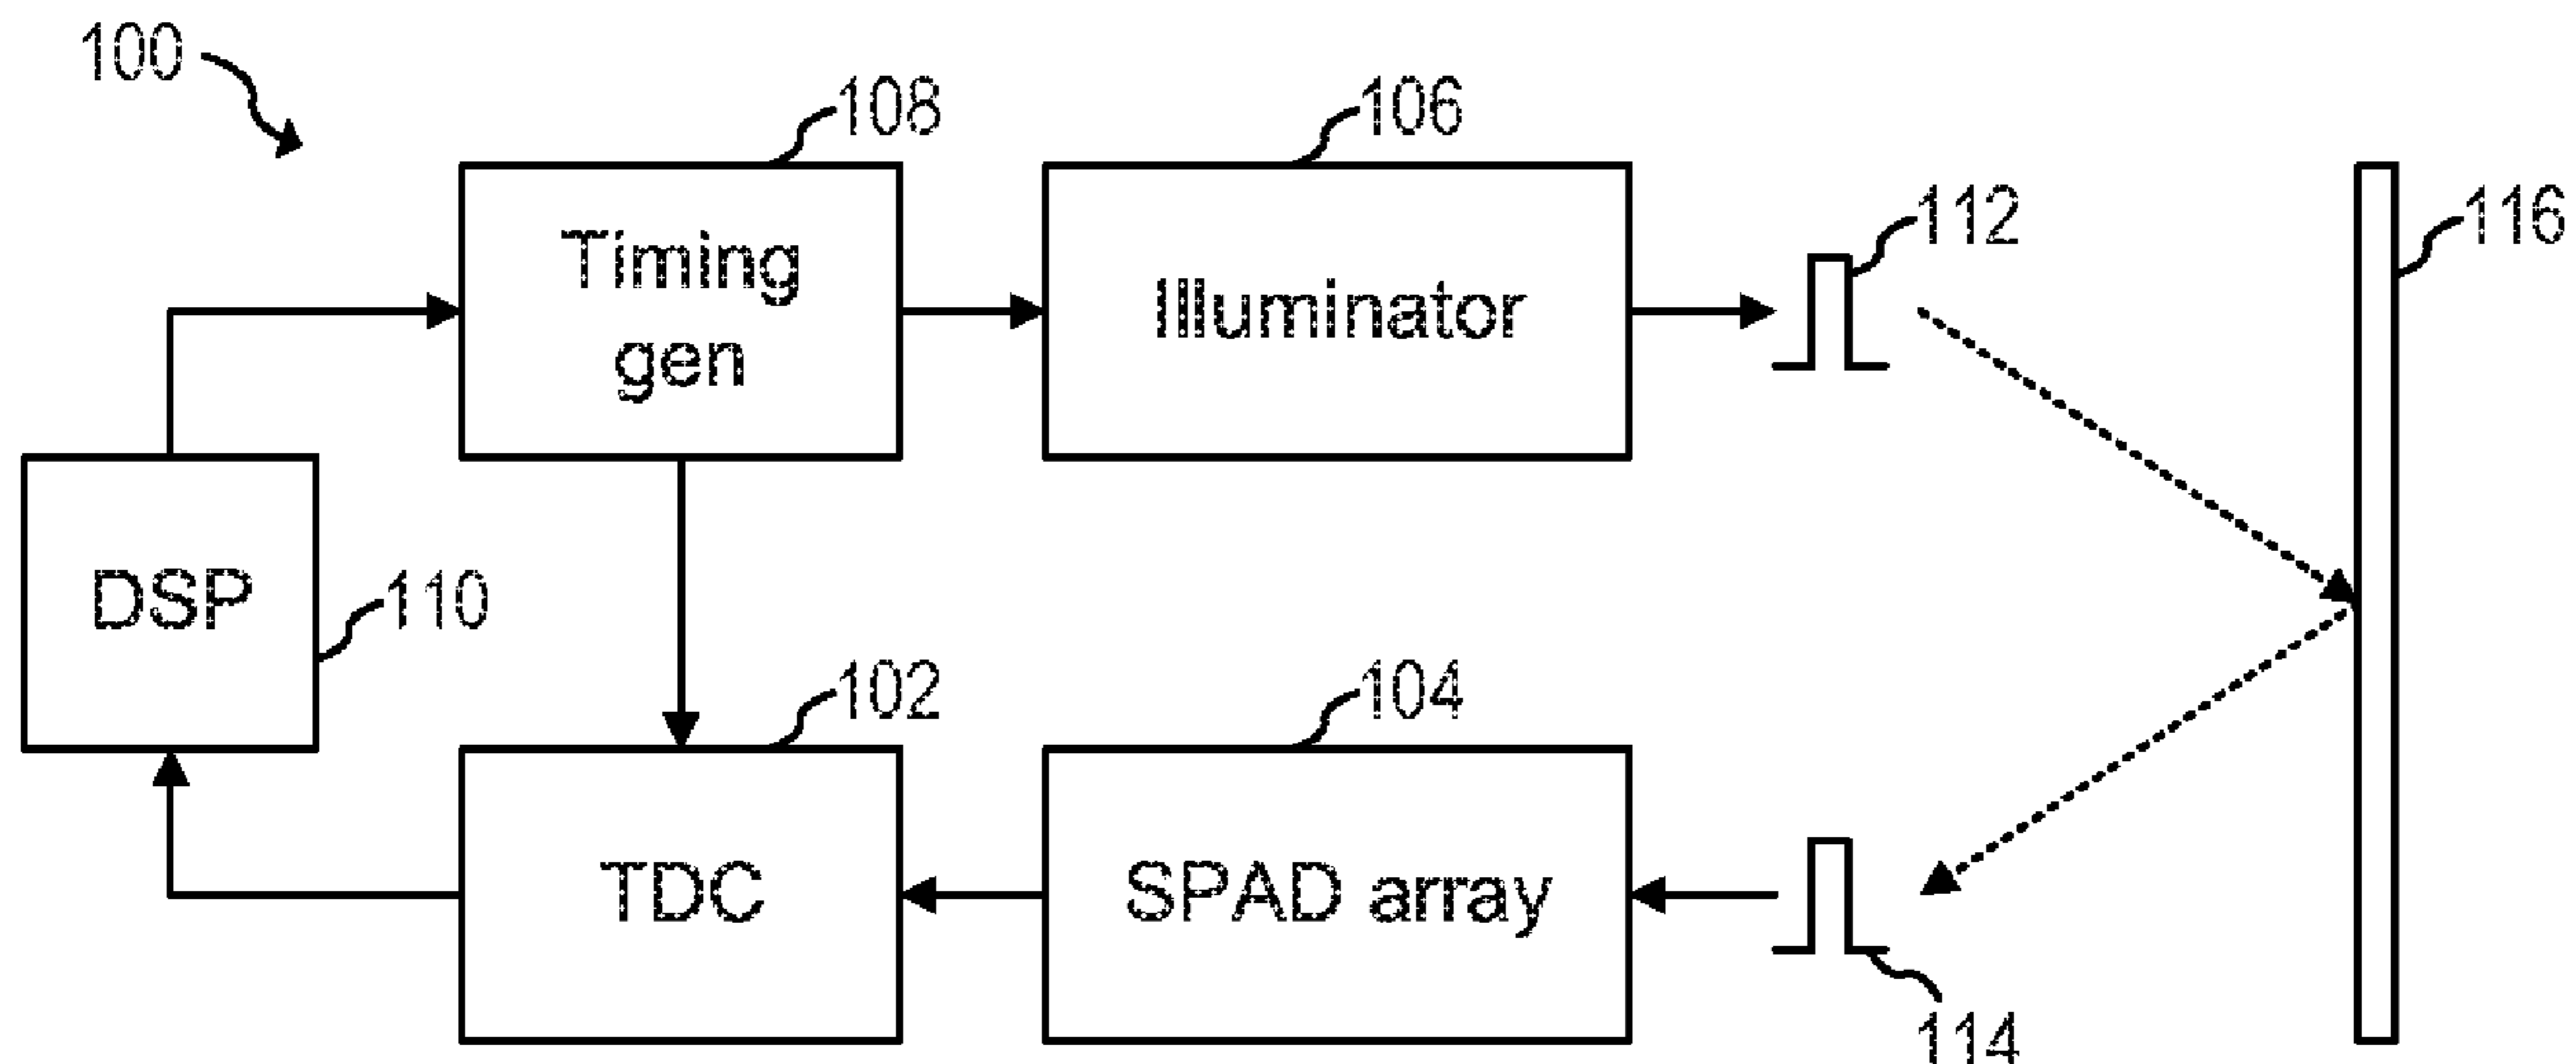 100
108
106
112
116
Timing
gen
Illuminator
DSP
110
102
104
TDC
SPAD array
114